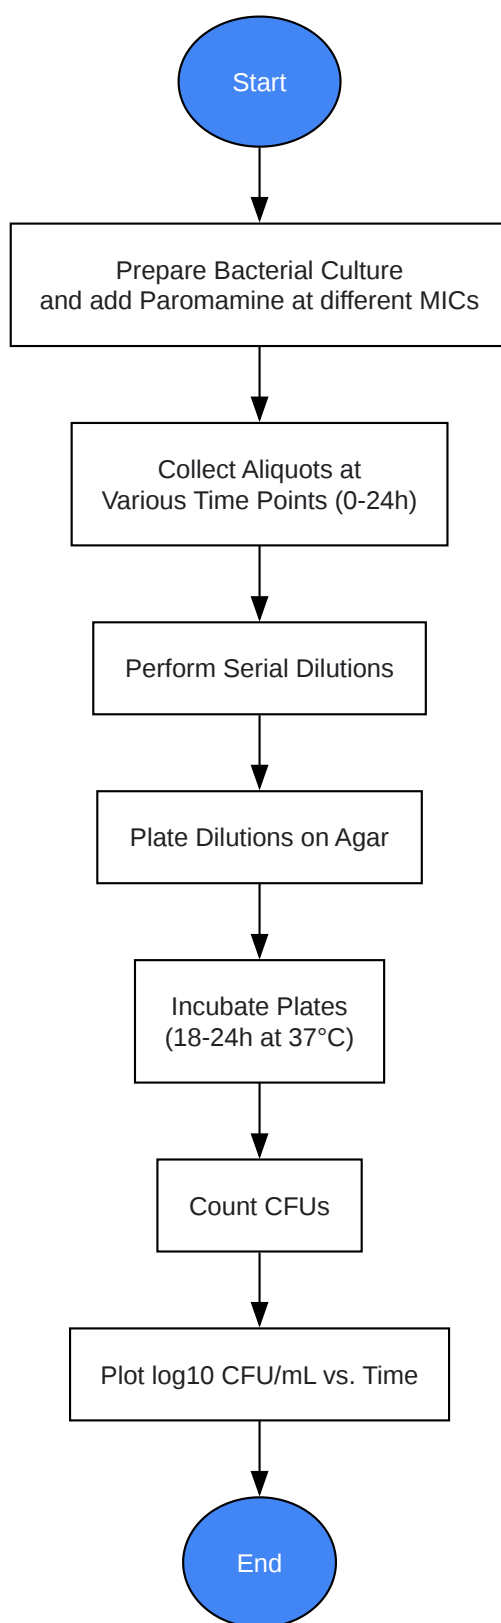 Start
Prepare Bacterial Culture
and add Paromamine at different MICs
Collect Aliquots at
Various Time Points (0-24h)
Perform Serial Dilutions
Plate Dilutions on Agar
Incubate Plates
(18-24h at 37°C)
Count CFUs
Plot log10 CFU/mL vs. Time
End